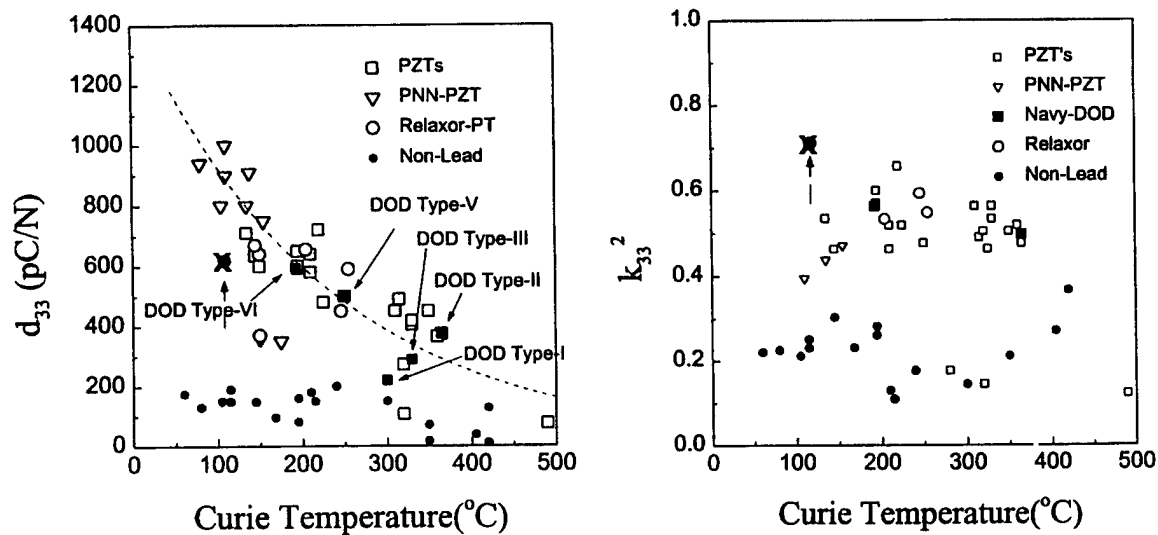 1400
1200
1000
800
600
400
200
0
0
100
200
300
400
500
d33 (pC/N)
Curie Temperature(°C)
PZTs
PNN-PZT
Relaxor-PT
Non-Lead
DOD Type-V
DOD Type-III
DOD Type-II
DOD Type-VI
DOD Type-I
1.0
0.8
0.6
0.4
0.2
0.0
0
100
200
300
400
500
k33²
Curie Temperature(°C)
PZT's
PNN-PZT
Navy-DOD
Relaxor
Non-Lead